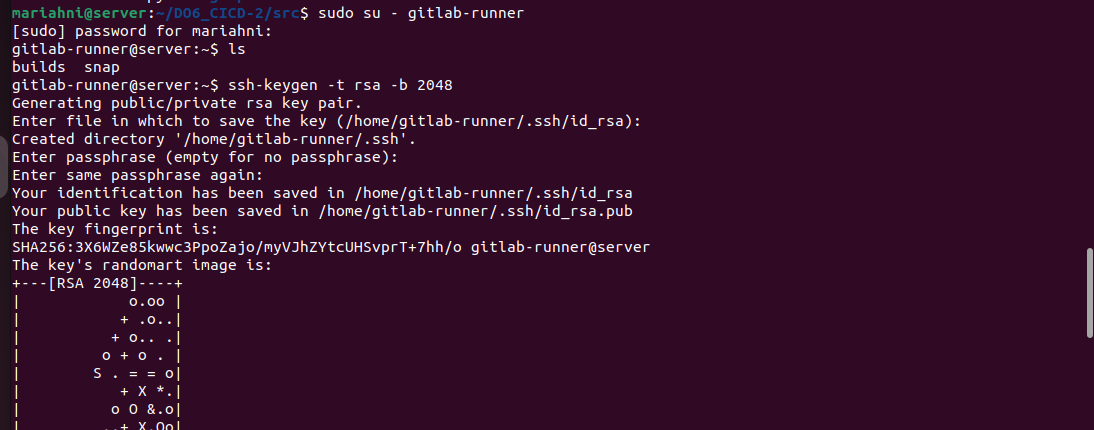 mariahni@server:~/DO6_CICD-2/src$ sudo su - gitlab-runner
[sudo] password for mariahni:
gitlab-runner@server:~$ ls
builds  snap
gitlab-runner@server:~$ ssh-keygen -t rsa -b 2048
Generating public/private rsa key pair.
Enter file in which to save the key (/home/gitlab-runner/.ssh/id_rsa):
Created directory '/home/gitlab-runner/.ssh'.
Enter passphrase (empty for no passphrase):
Enter same passphrase again:
Your identification has been saved in /home/gitlab-runner/.ssh/id_rsa
Your public key has been saved in /home/gitlab-runner/.ssh/id_rsa.pub
The key fingerprint is:
SHA256:3X6WZe85kwwc3PpoZajo/myVJhZYtcUHSvprT+7hh/o gitlab-runner@server
The key's randomart image is:
+---[RSA 2048]----+
|            o.oo |
|           + .o..|
|          + o.. .|
|         o + o . |
|        S . = = o|
|           + X *.|
|          o O &.o|
|         ..+ X.Oo|